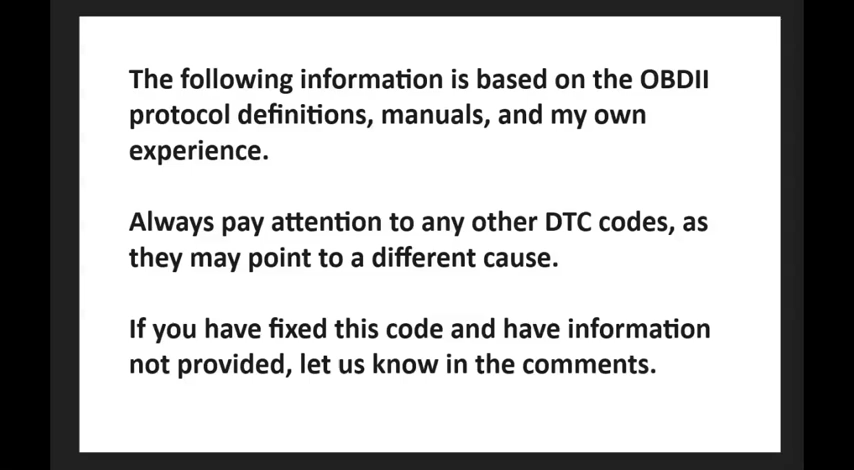 The following information is based on the OBDII
protocol definitions, manuals, and my own
experience.
Always pay attention to any other DTC codes, as
they may point to a different cause.
If you have fixed this code and have information
not provided, let us know in the comments.